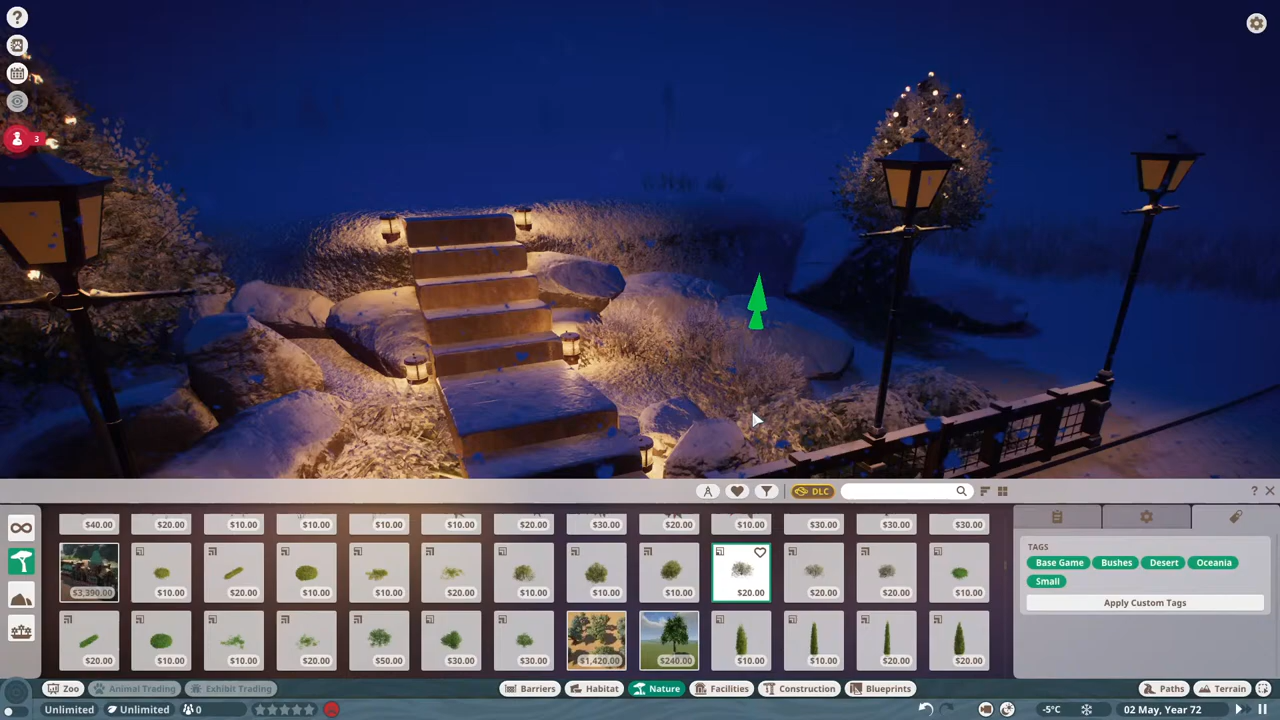 ?
3
DLC
?
$40.00 $20.00 $10.00 $10.00 $10.00 $10.00 $20.00 $30.00 $20.00 $10.00 $30.00 $30.00 $30.00
$3,390.00 $10.00 $20.00 $10.00 $10.00 $20.00 $10.00 $10.00 $10.00 $20.00 $20.00 $20.00 $10.00
$20.00 $10.00 $10.00 $20.00 $50.00 $30.00 $30.00 $1,420.00 $240.00 $10.00 $10.00 $20.00 $20.00
TAGS
Base Game Bushes Desert Oceania
Small
Apply Custom Tags
Zoo Animal Trading Exhibit Trading Barriers Habitat Nature Facilities Construction Blueprints Paths Terrain
Unlimited Unlimited 0 -5°C 02 May, Year 72